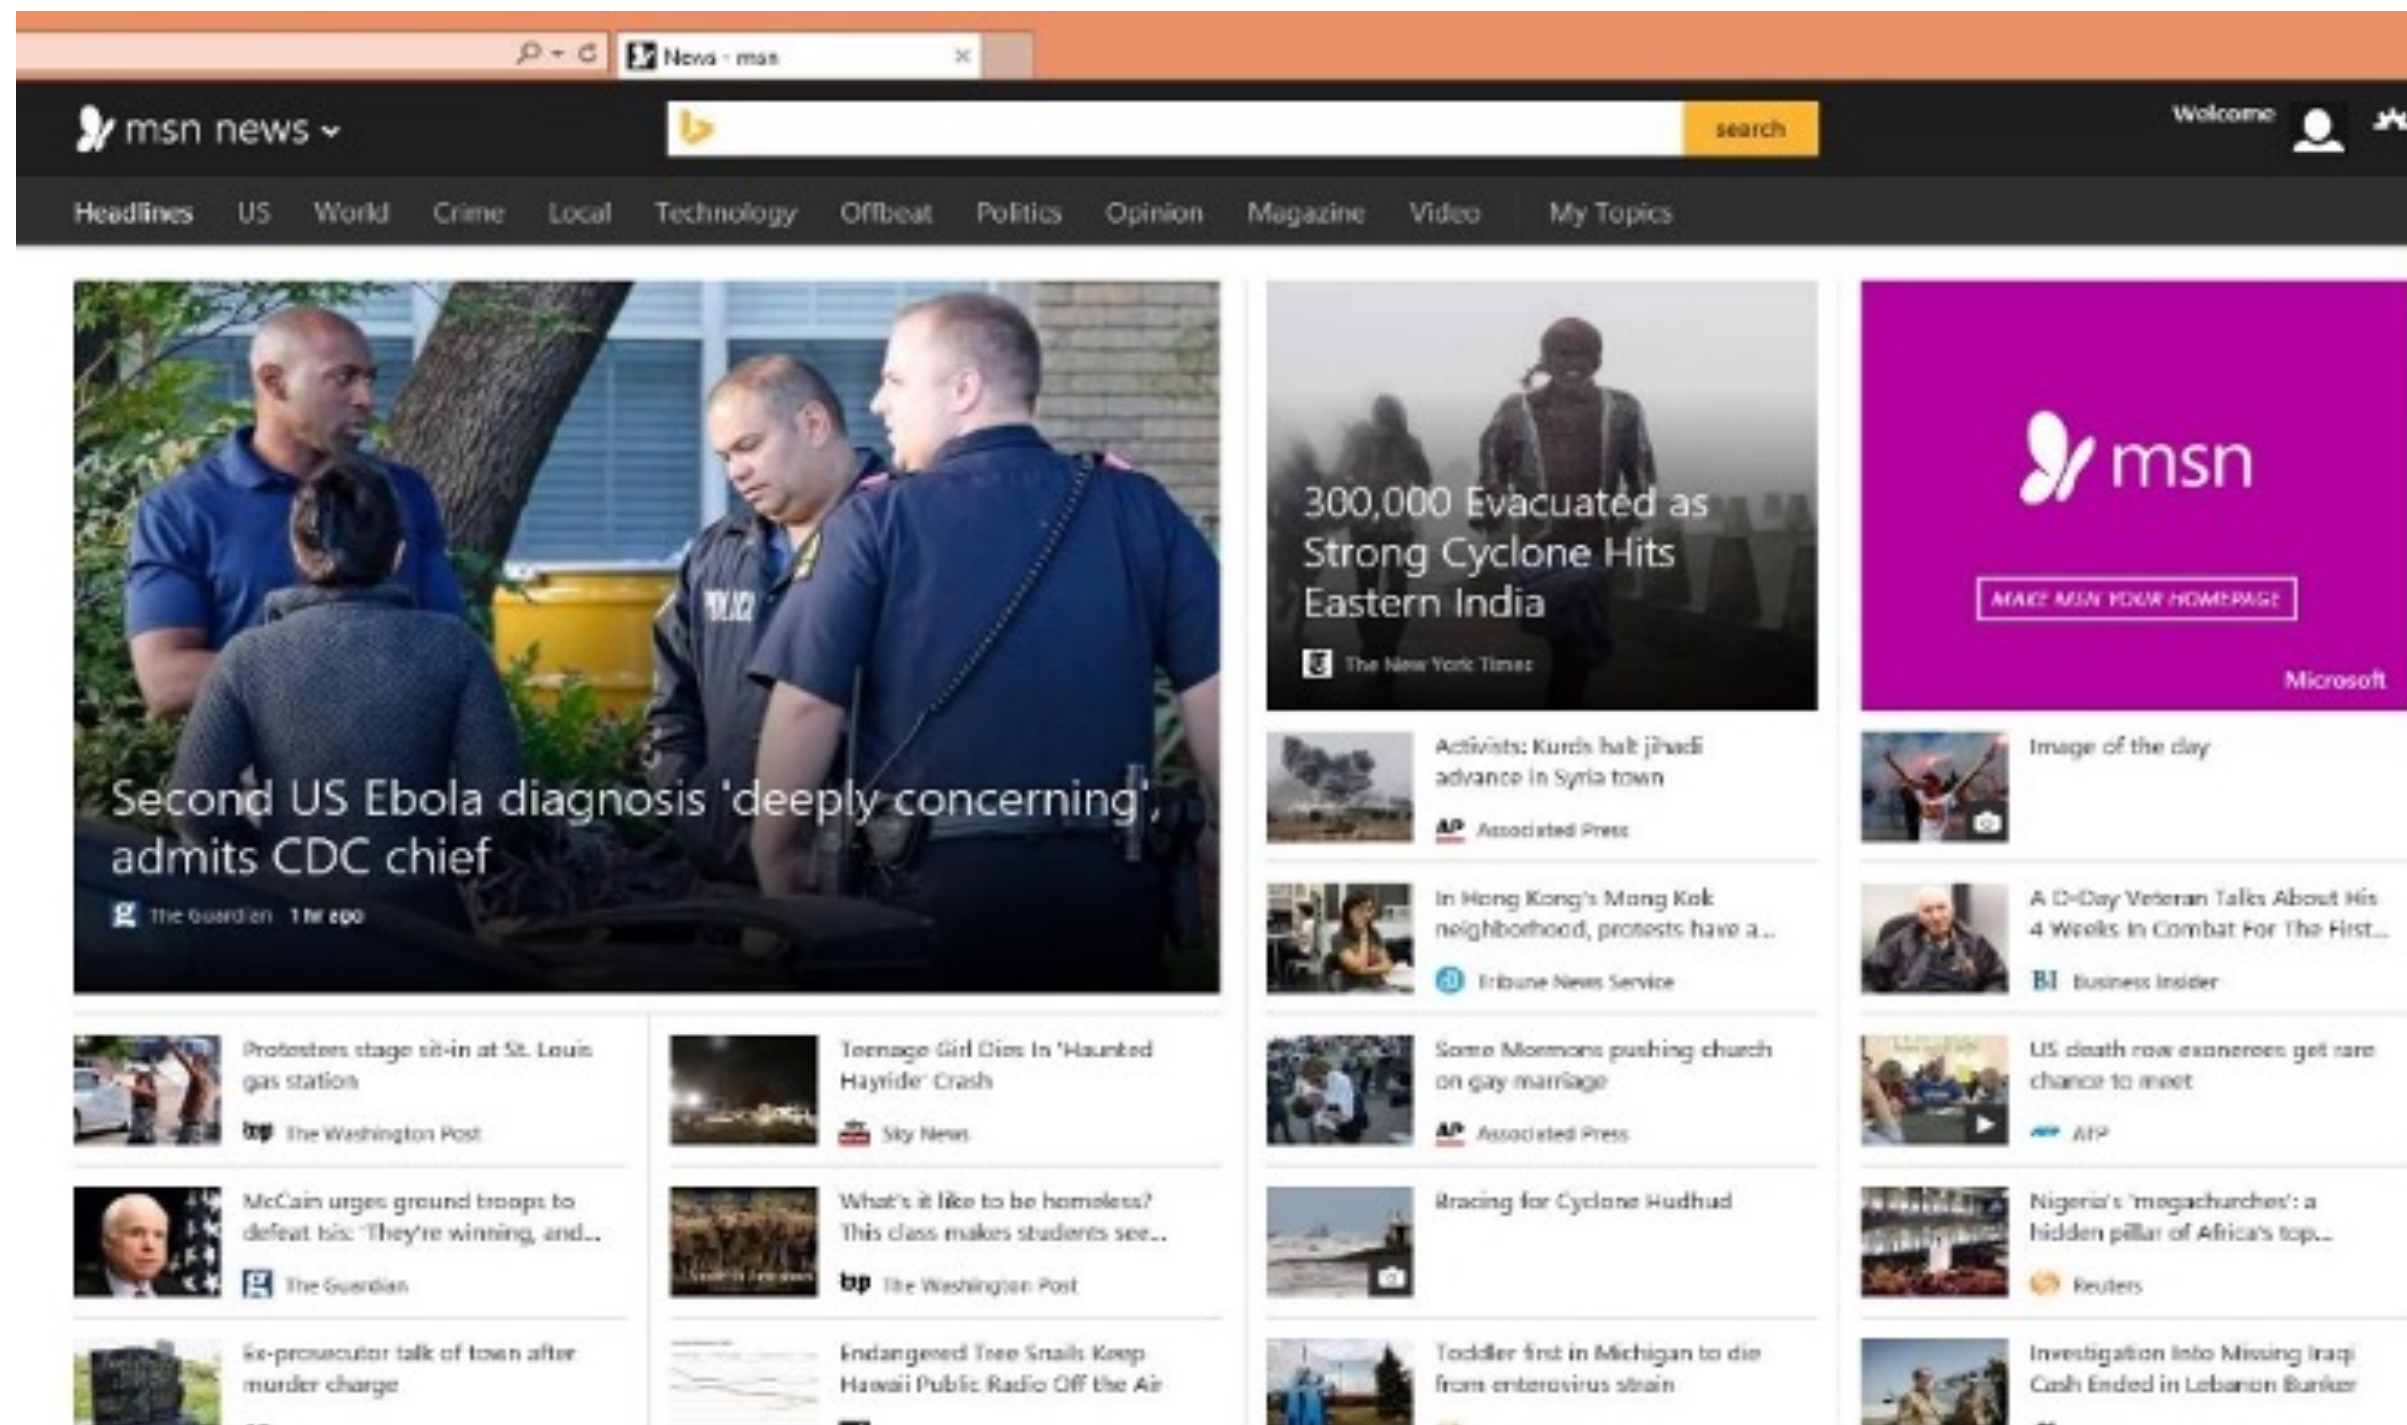 News - msn
msn news
search
Welcome
Headlines US World Crime Local Technology Offbeat Politics Opinion Magazine Video My Topics
POLICE
Second US Ebola diagnosis 'deeply concerning',
admits CDC chief
The Guardian 1 hr ago
300,000 Evacuated as
Strong Cyclone Hits
Eastern India
The New York Times
msn
MAKE MSN YOUR HOMEPAGE
Microsoft
Activists: Kurds halt jihadi
advance in Syria town
AP Associated Press
In Hong Kong's Mong Kok
neighborhood, protests have a...
Tribune News Service
Some Mormons pushing church
on gay marriage
AP Associated Press
Bracing for Cyclone Hudhud
Toddler first in Michigan to die
from enterovirus strain
Image of the day
A D-Day Veteran Talks About His
4 Weeks In Combat For The First...
BI Business Insider
US death row exonerees get rare
chance to meet
AFP AFP
Nigeria's 'megachurches': a
hidden pillar of Africa's top...
Reuters
Investigation Into Missing Iraqi
Cash Ended in Lebanon Bunker
Protesters stage sit-in at St. Louis
gas station
wp The Washington Post
McCain urges ground troops to
defeat Isis: 'They're winning, and...
The Guardian
Ex-prosecutor talk of town after
murder charge
Teenage Girl Dies In 'Haunted
Hayride' Crash
Sky News
What's it like to be homeless?
This class makes students see...
wp The Washington Post
Endangered Tree Snails Keep
Hawaii Public Radio Off the Air